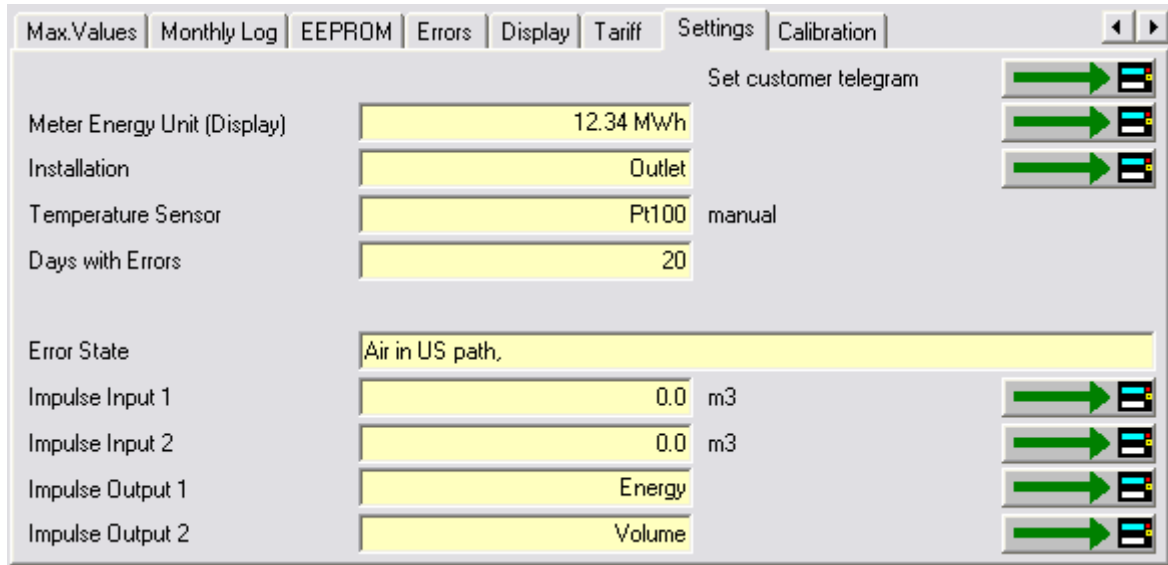 Max.Values Monthly Log EEPROM Errors Display Tariff Settings Calibration
Set customer telegram
Meter Energy Unit (Display) 12.34 MWh
Installation Outlet
Temperature Sensor Pt100 manual
Days with Errors 20
Error State Air in US path,
Impulse Input 1 0.0 m3
Impulse Input 2 0.0 m3
Impulse Output 1 Energy
Impulse Output 2 Volume